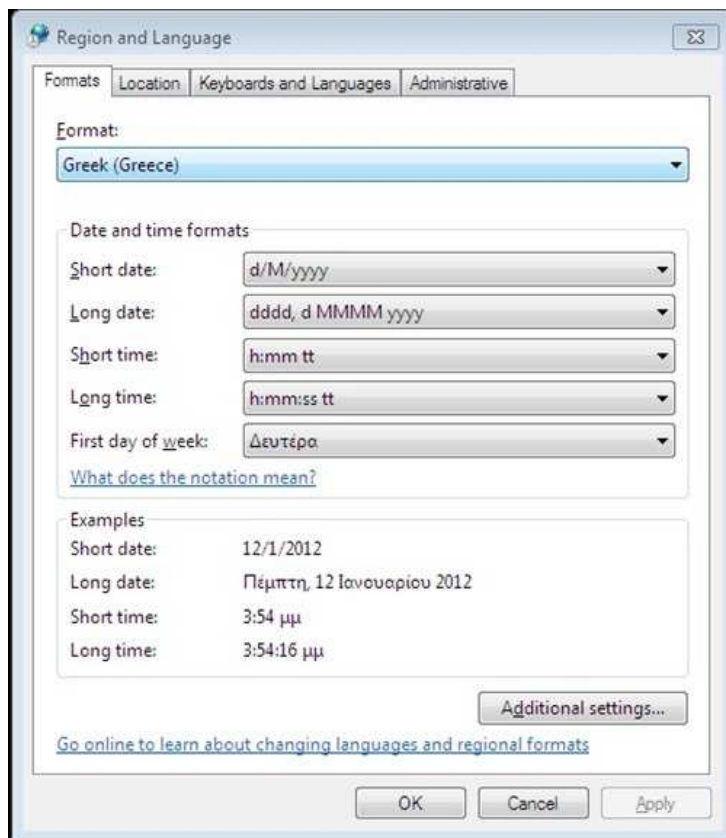 Region and Language
Formats Location Keyboards and Languages Administrative
Format:
Greek (Greece)
Date and time formats
Short date: d/M/yyyy
Long date: dddd, d MMMM yyyy
Short time: h:mm tt
Long time: h:mm:ss tt
First day of week: Δευτέρα
What does the notation mean?
Examples
Short date: 12/1/2012
Long date: Πέμπτη, 12 Ιανουαρίου 2012
Short time: 3:54 μμ
Long time: 3:54:16 μμ
Additional settings...
Go online to learn about changing languages and regional formats
OK Cancel Apply